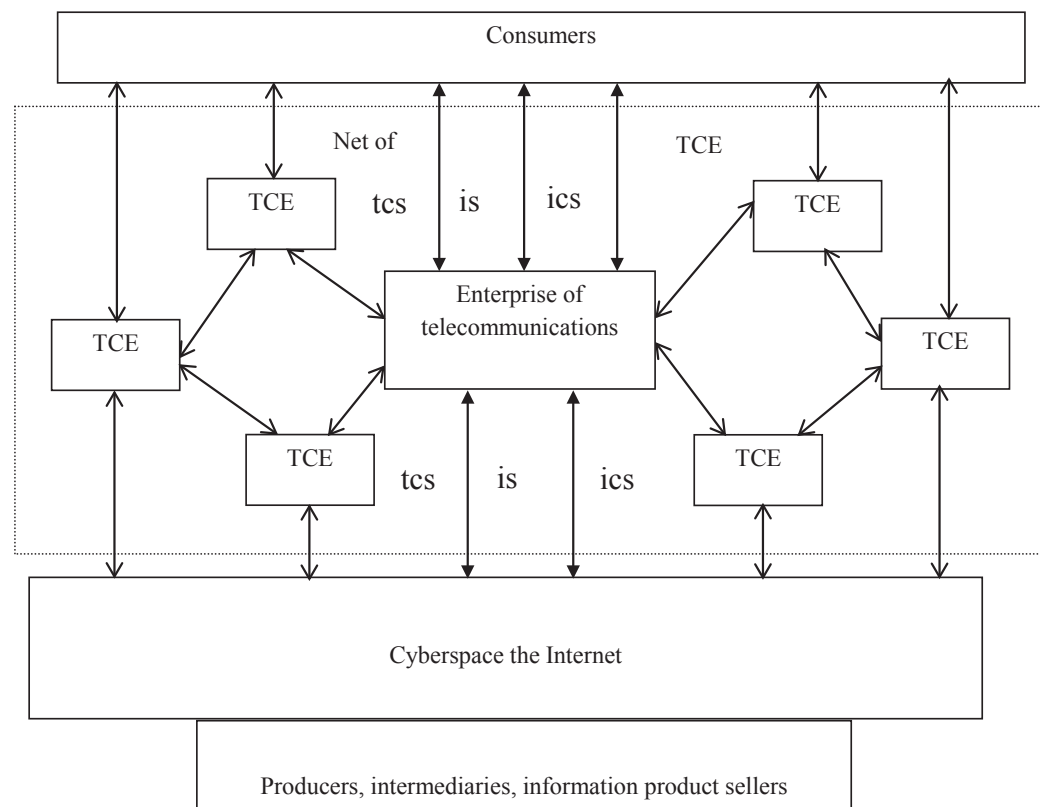 Consumers
Net of TCE
TCE TCE
tcs is ics
Enterprise of
telecommunications
TCE TCE
TCE TCE
tcs is ics
Cyberspace the Internet
Producers, intermediaries, information product sellers